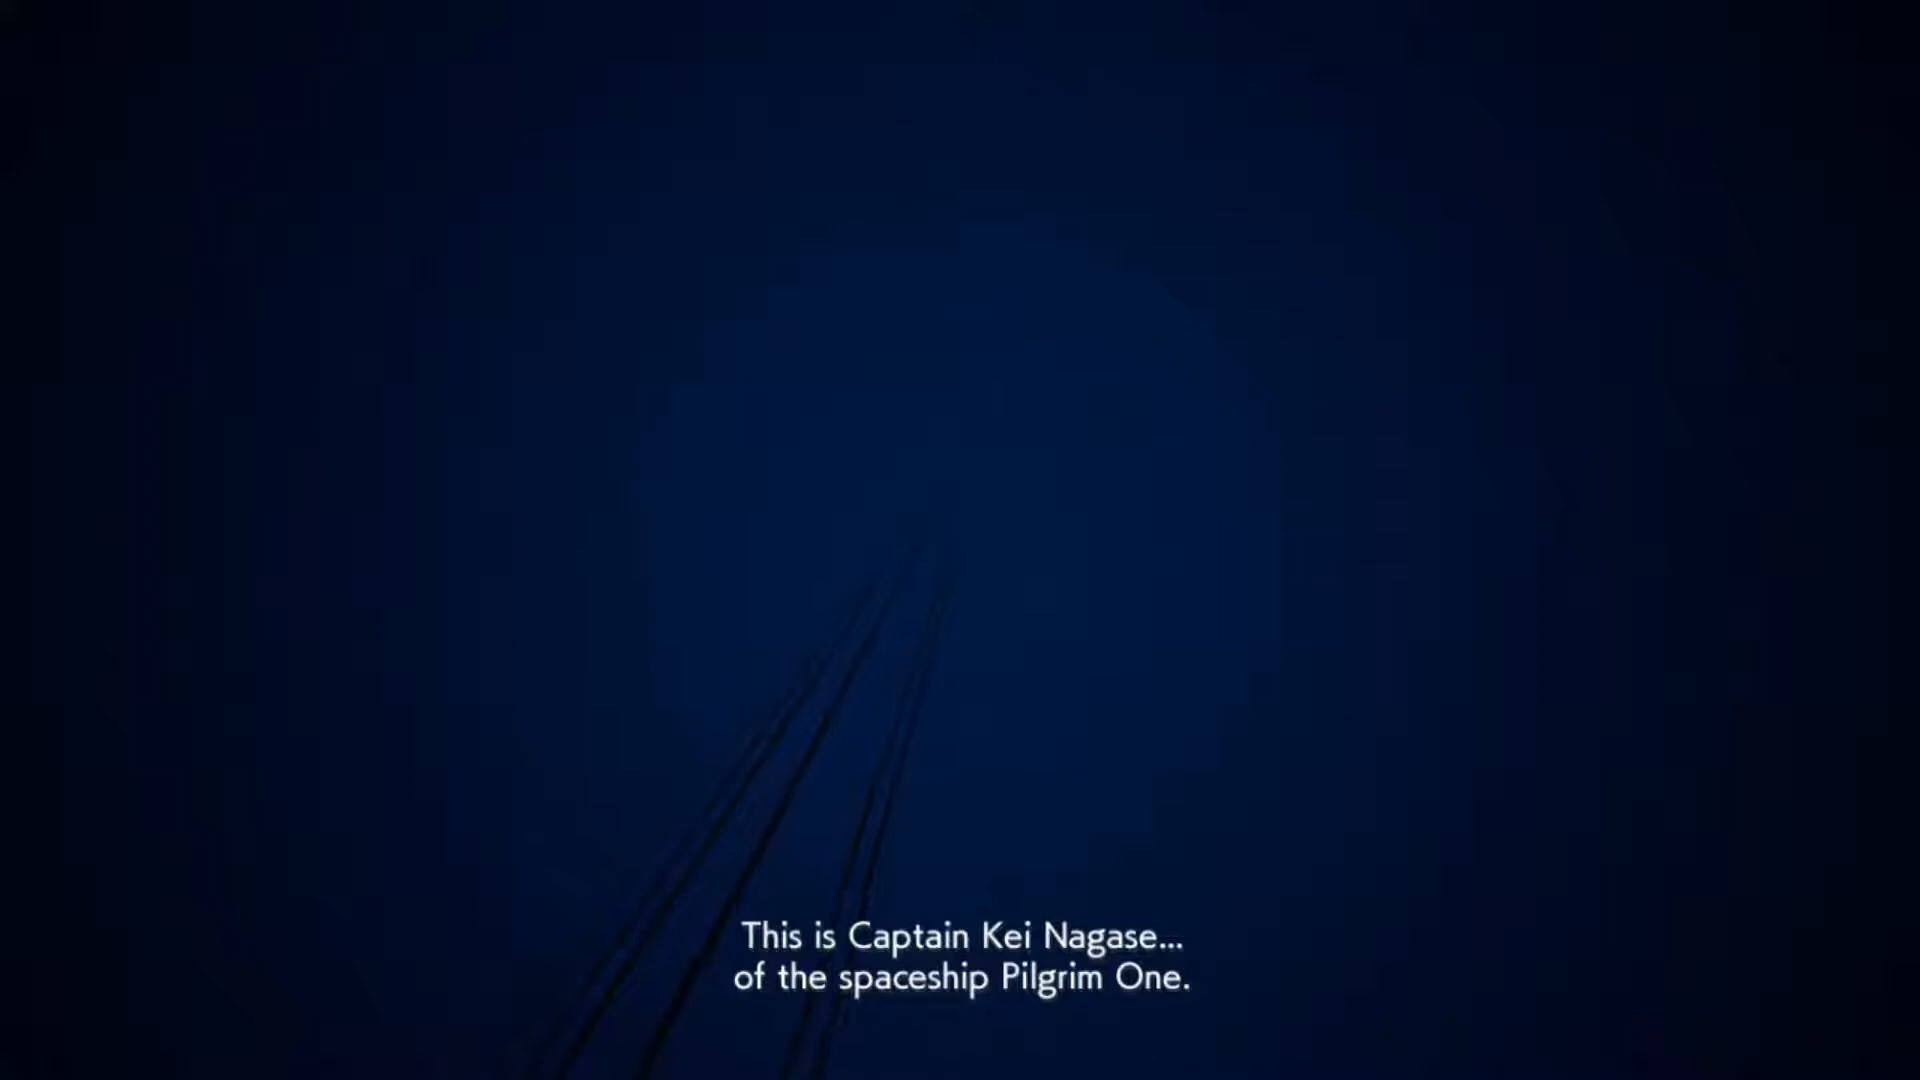 This is Captain Kei Nagase...
of the spaceship Pilgrim One.